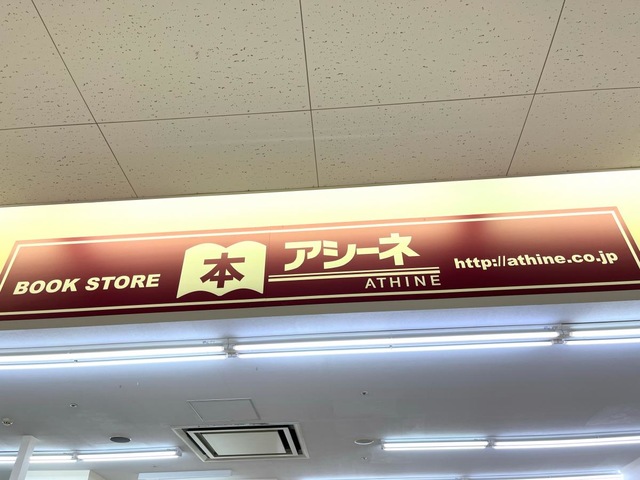 BOOK STORE
本
アシーネ
ATHINE
http://athine.co.jp